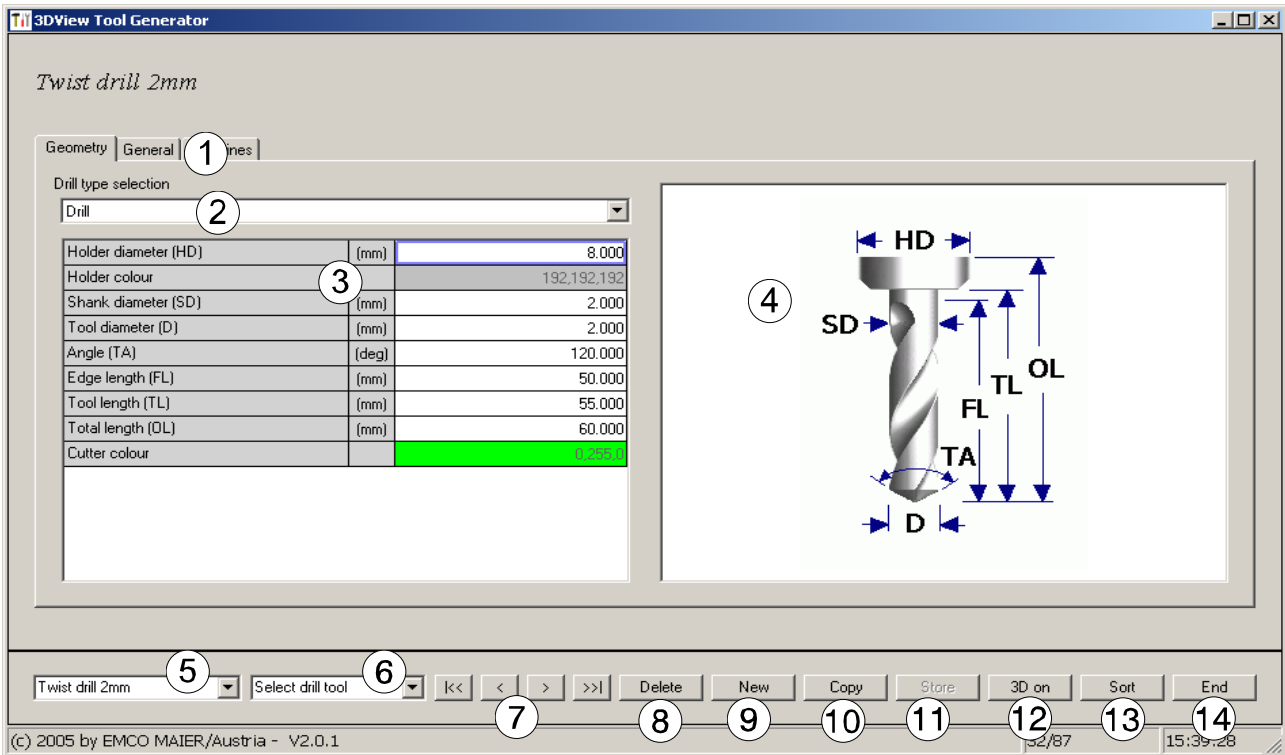 3DView Tool Generator
Twist drill 2mm
Geometry General 1 ines
Drill type selection
Drill 2
Holder diameter (HD) (mm) 8.000
Holder colour 3 192,192,192
Shank diameter (SD) (mm) 2.000
Tool diameter (D) (mm) 2.000
Angle (TA) (deg) 120.000
Edge length (FL) (mm) 50.000
Tool length (TL) (mm) 55.000
Total length (OL) (mm) 60.000
Cutter colour 0,255,0
HD
4
SD
OL
TL
FL
TA
D
5 6
Twist drill 2mm Select drill tool |<< < > >>| Delete New Copy Store 3D on Sort End
7 8 9 10 11 12 13 14
(c) 2005 by EMCO MAIER/Austria - V2.0.1 /87 15:39:28